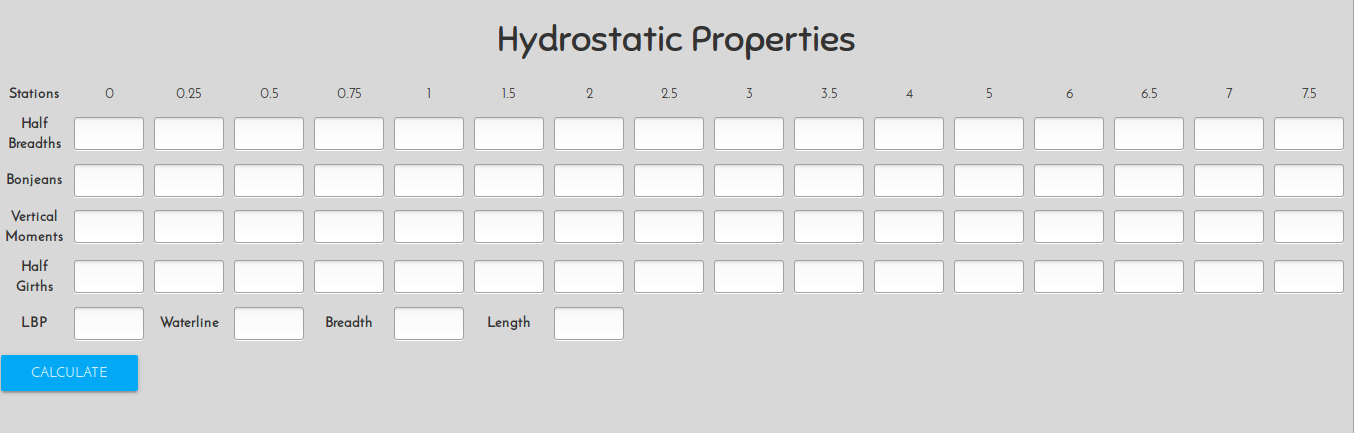 Hydrostatic Properties
Stations 0 0.25 0.5 0.75 1 1.5 2 2.5 3 3.5 4 5 6 6.5 7 7.5
Half
Breadths
Bonjeans
Vertical
Moments
Half
Girths
LBP Waterline Breadth Length
CALCULATE